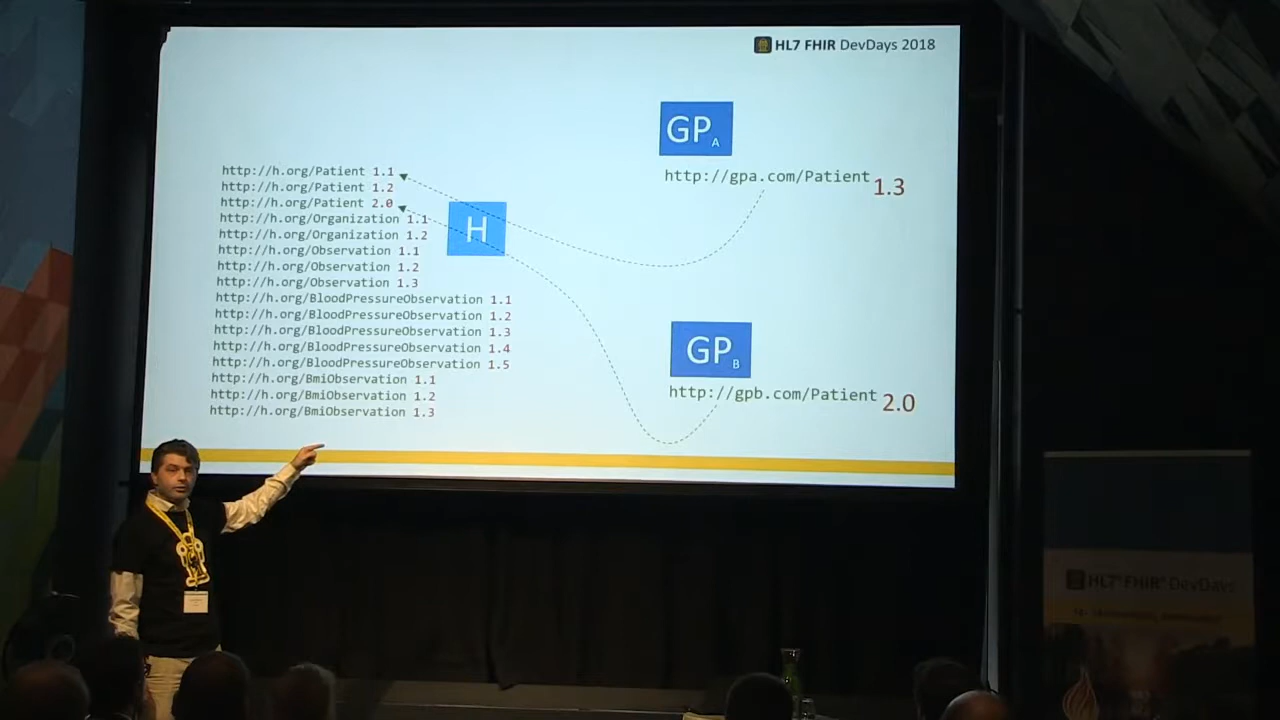 HL7 FHIR DevDays 2018
GP A
http://gpa.com/Patient 1.3
http://h.org/Patient 1.1
http://h.org/Patient 1.2
http://h.org/Patient 2.0
http://h.org/Organization 1.1
http://h.org/Organization 1.2
http://h.org/Observation 1.1
http://h.org/Observation 1.2
http://h.org/Observation 1.3
http://h.org/BloodPressureObservation 1.1
http://h.org/BloodPressureObservation 1.2
http://h.org/BloodPressureObservation 1.3
http://h.org/BloodPressureObservation 1.4
http://h.org/BloodPressureObservation 1.5
http://h.org/BmiObservation 1.1
http://h.org/BmiObservation 1.2
http://h.org/BmiObservation 1.3
H
GP B
http://gpb.com/Patient 2.0
HL7 FHIR DevDays